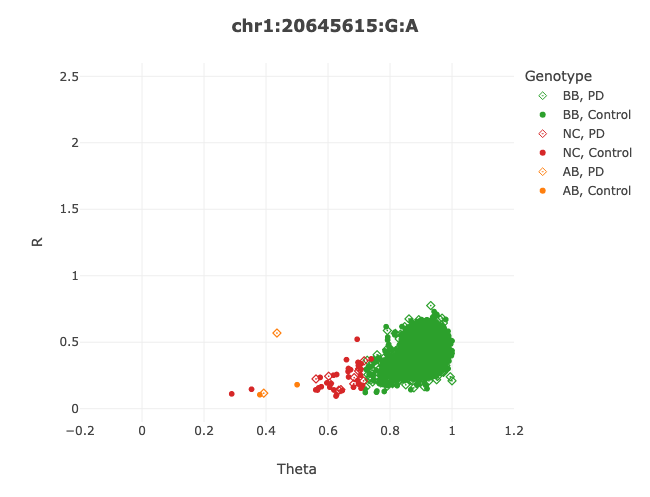 chr1:20645615:G:A
2.5
2
1.5
1
0.5
0
−0.2
0
0.2
0.4
0.6
0.8
1
1.2
R
Theta
Genotype
BB, PD
BB, Control
NC, PD
NC, Control
AB, PD
AB, Control